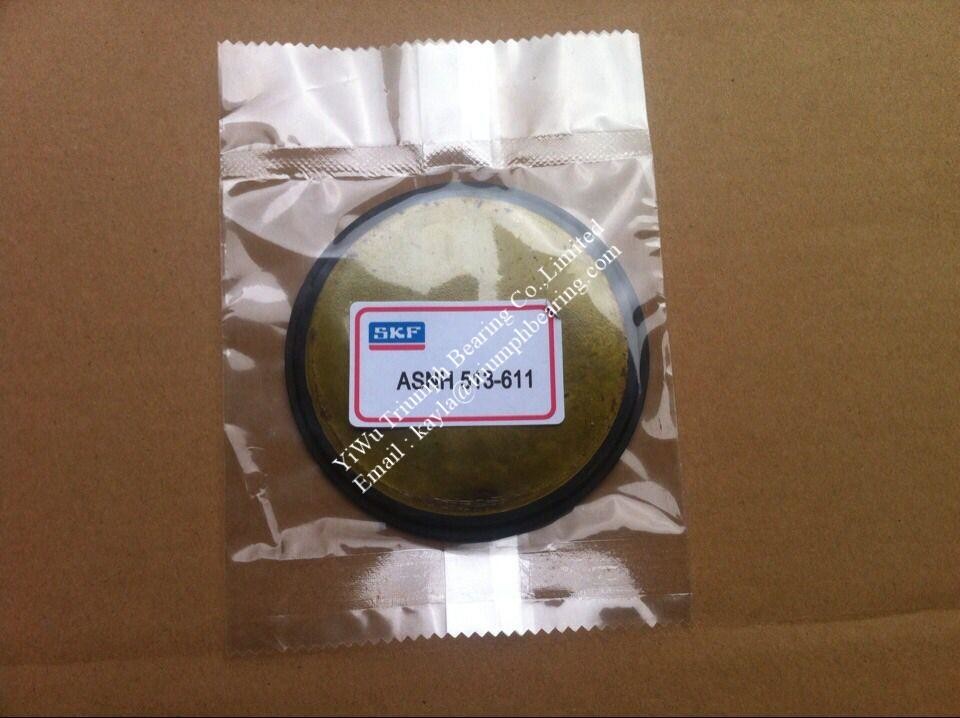 SKF
ASNH 513-611
YiWu Triumph Bearing Co.,Limited
Email : kayla@triumphbearing.com